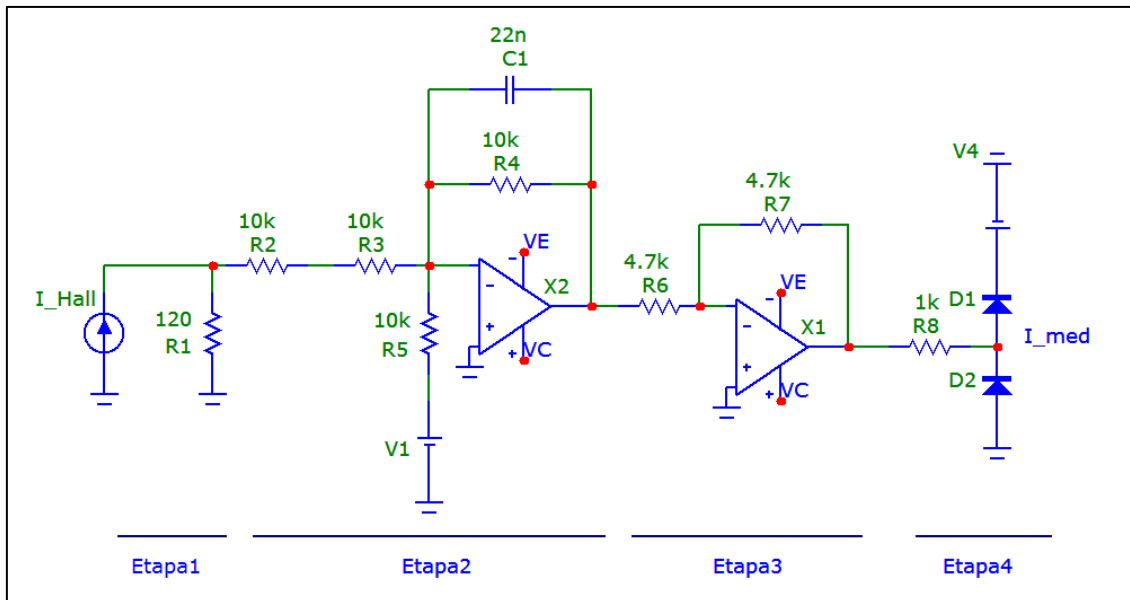 22n
C1
10k
R4
V4
4.7k
R7
10k
R2
10k
R3
VE
X2
4.7k
R6
VE
X1
1k
R8
D1
I_med
I_Hall
120
R1
10k
R5
VC
VC
D2
V1
Etapa1
Etapa2
Etapa3
Etapa4